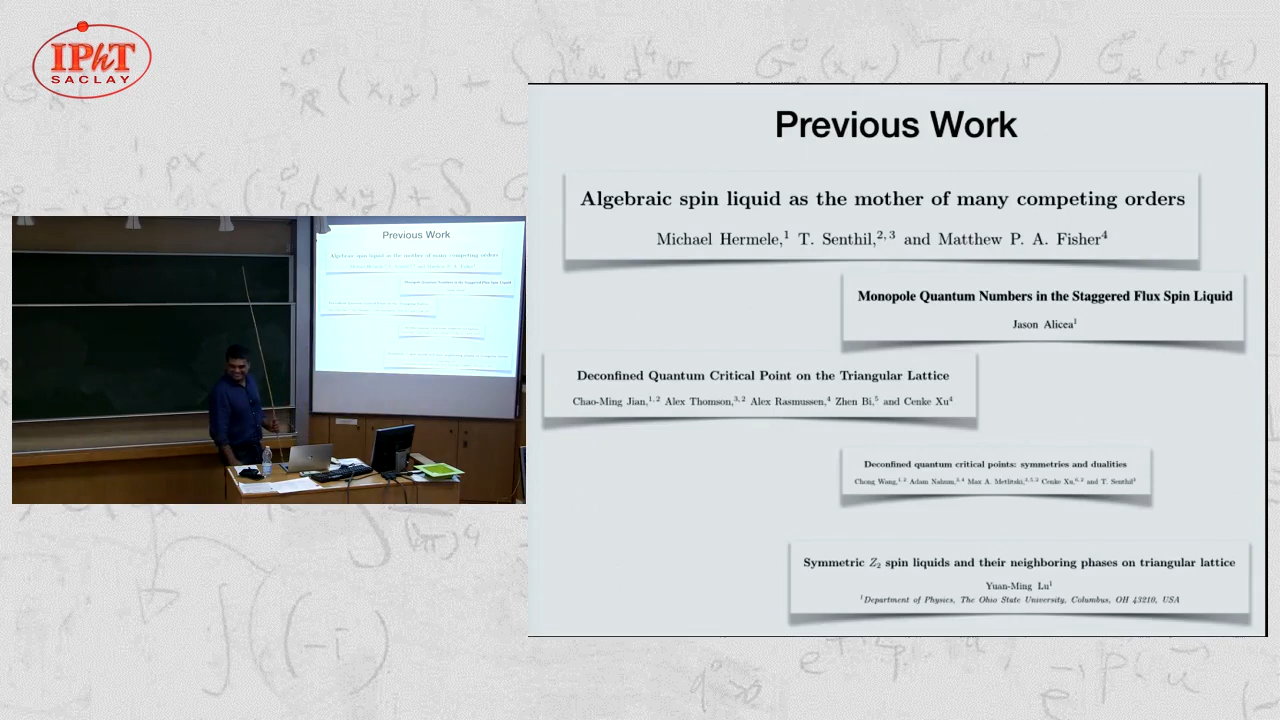 IPhT
SACLAY
Previous Work
Algebraic spin liquid as the mother of many competing orders
Michael Hermele,¹ T. Senthil,²,³ and Matthew P. A. Fisher⁴
Monopole Quantum Numbers in the Staggered Flux Spin Liquid
Jason Alicea¹
Deconfined Quantum Critical Point on the Triangular Lattice
Chao-Ming Jian,¹,² Alex Thomson,³,² Alex Rasmussen,⁴ Zhen Bi,⁵ and Cenke Xu⁴
Deconfined quantum critical points: symmetries and dualities
Chong Wang,¹,² Adam Nahum,³,⁴ Max A. Metlitski,³,⁵,² Cenke Xu,⁶,² and T. Senthil³
Symmetric Z₂ spin liquids and their neighboring phases on triangular lattice
Yuan-Ming Lu¹
¹Department of Physics, The Ohio State University, Columbus, OH 43210, USA
Previous Work